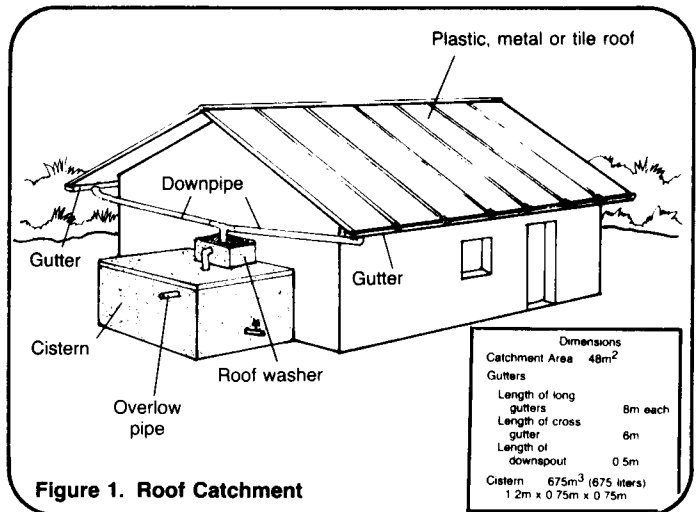 Plastic, metal or tile roof
Downpipe
Gutter
Gutter
Cistern
Roof washer
Overlow
pipe
Dimensions
Catchment Area 48m²
Gutters
Length of long
gutters 8m each
Length of cross
gutter 6m
Length of
downspout 0 5m
Cistern 675m³ (675 liters)
1 2m x 0 75m x 0 75m
Figure 1. Roof Catchment